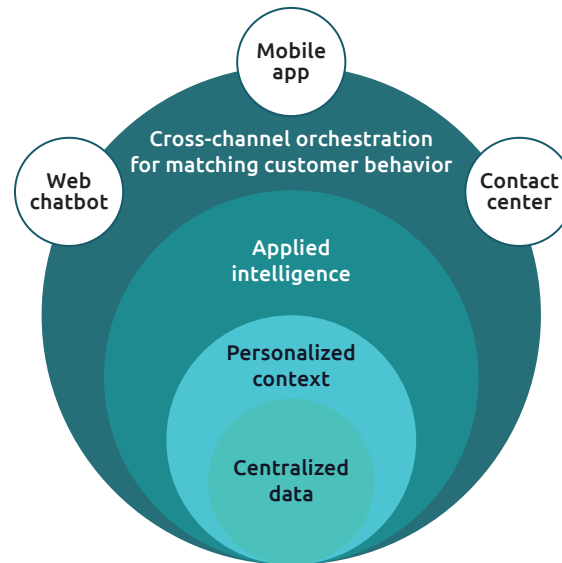 Mobile
app
Cross-channel orchestration
for matching customer behavior
Web
chatbot
Contact
center
Applied
intelligence
Personalized
context
Centralized
data